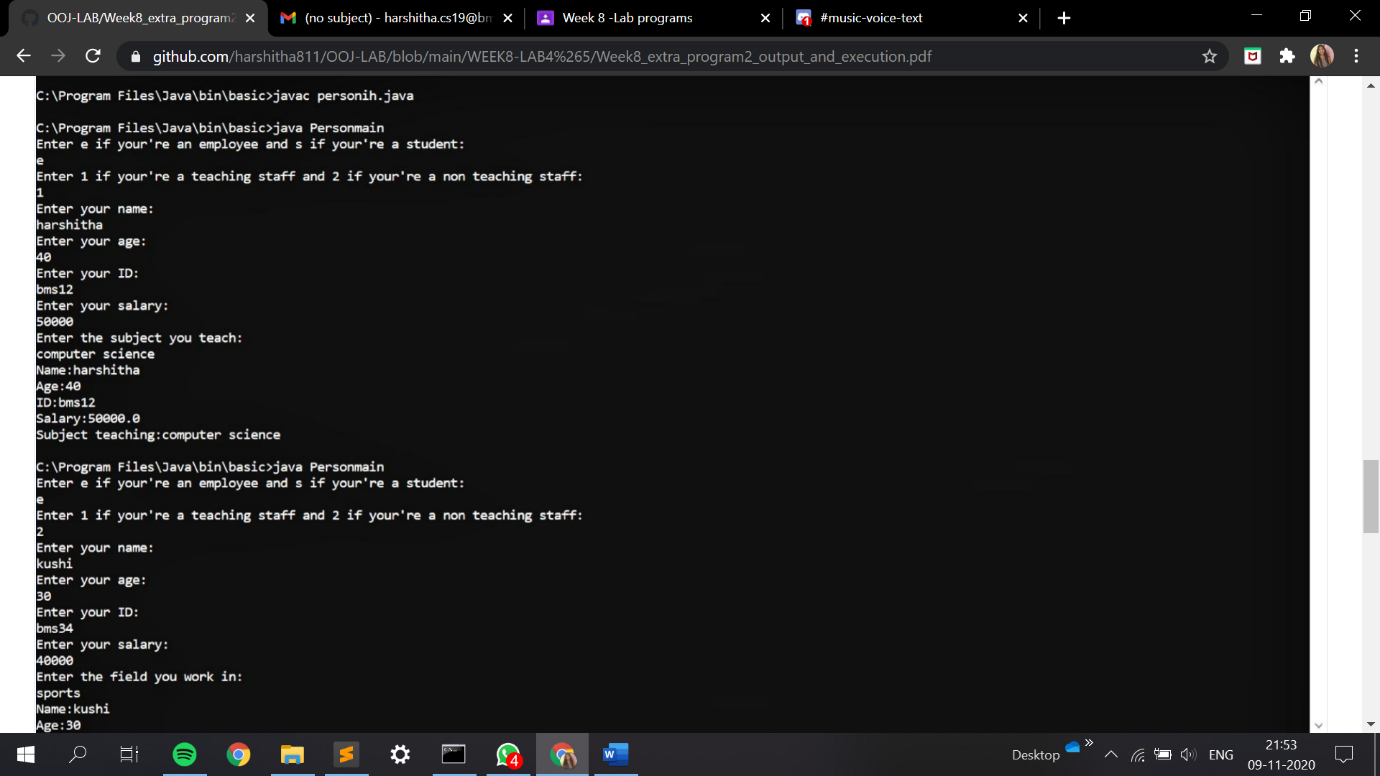 OOJ-LAB/Week8_extra_program2
(no subject) - harshitha.cs19@bm
Week 8 -Lab programs
1
#music-voice-text
github.com/harshitha811/OOJ-LAB/blob/main/WEEK8-LAB4%265/Week8_extra_program2_output_and_execution.pdf
C:\Program Files\Java\bin\basic>javac personih.java
C:\Program Files\Java\bin\basic>java Personmain
Enter e if your're an employee and s if your're a student:
e
Enter 1 if your're a teaching staff and 2 if your're a non teaching staff:
1
Enter your name:
harshitha
Enter your age:
40
Enter your ID:
bms12
Enter your salary:
50000
Enter the subject you teach:
computer science
Name:harshitha
Age:40
ID:bms12
Salary:50000.0
Subject teaching:computer science
C:\Program Files\Java\bin\basic>java Personmain
Enter e if your're an employee and s if your're a student:
e
Enter 1 if your're a teaching staff and 2 if your're a non teaching staff:
2
Enter your name:
kushi
Enter your age:
30
Enter your ID:
bms34
Enter your salary:
40000
Enter the field you work in:
sports
Name:kushi
Age:30
4
W
Desktop
ENG
21:53
09-11-2020